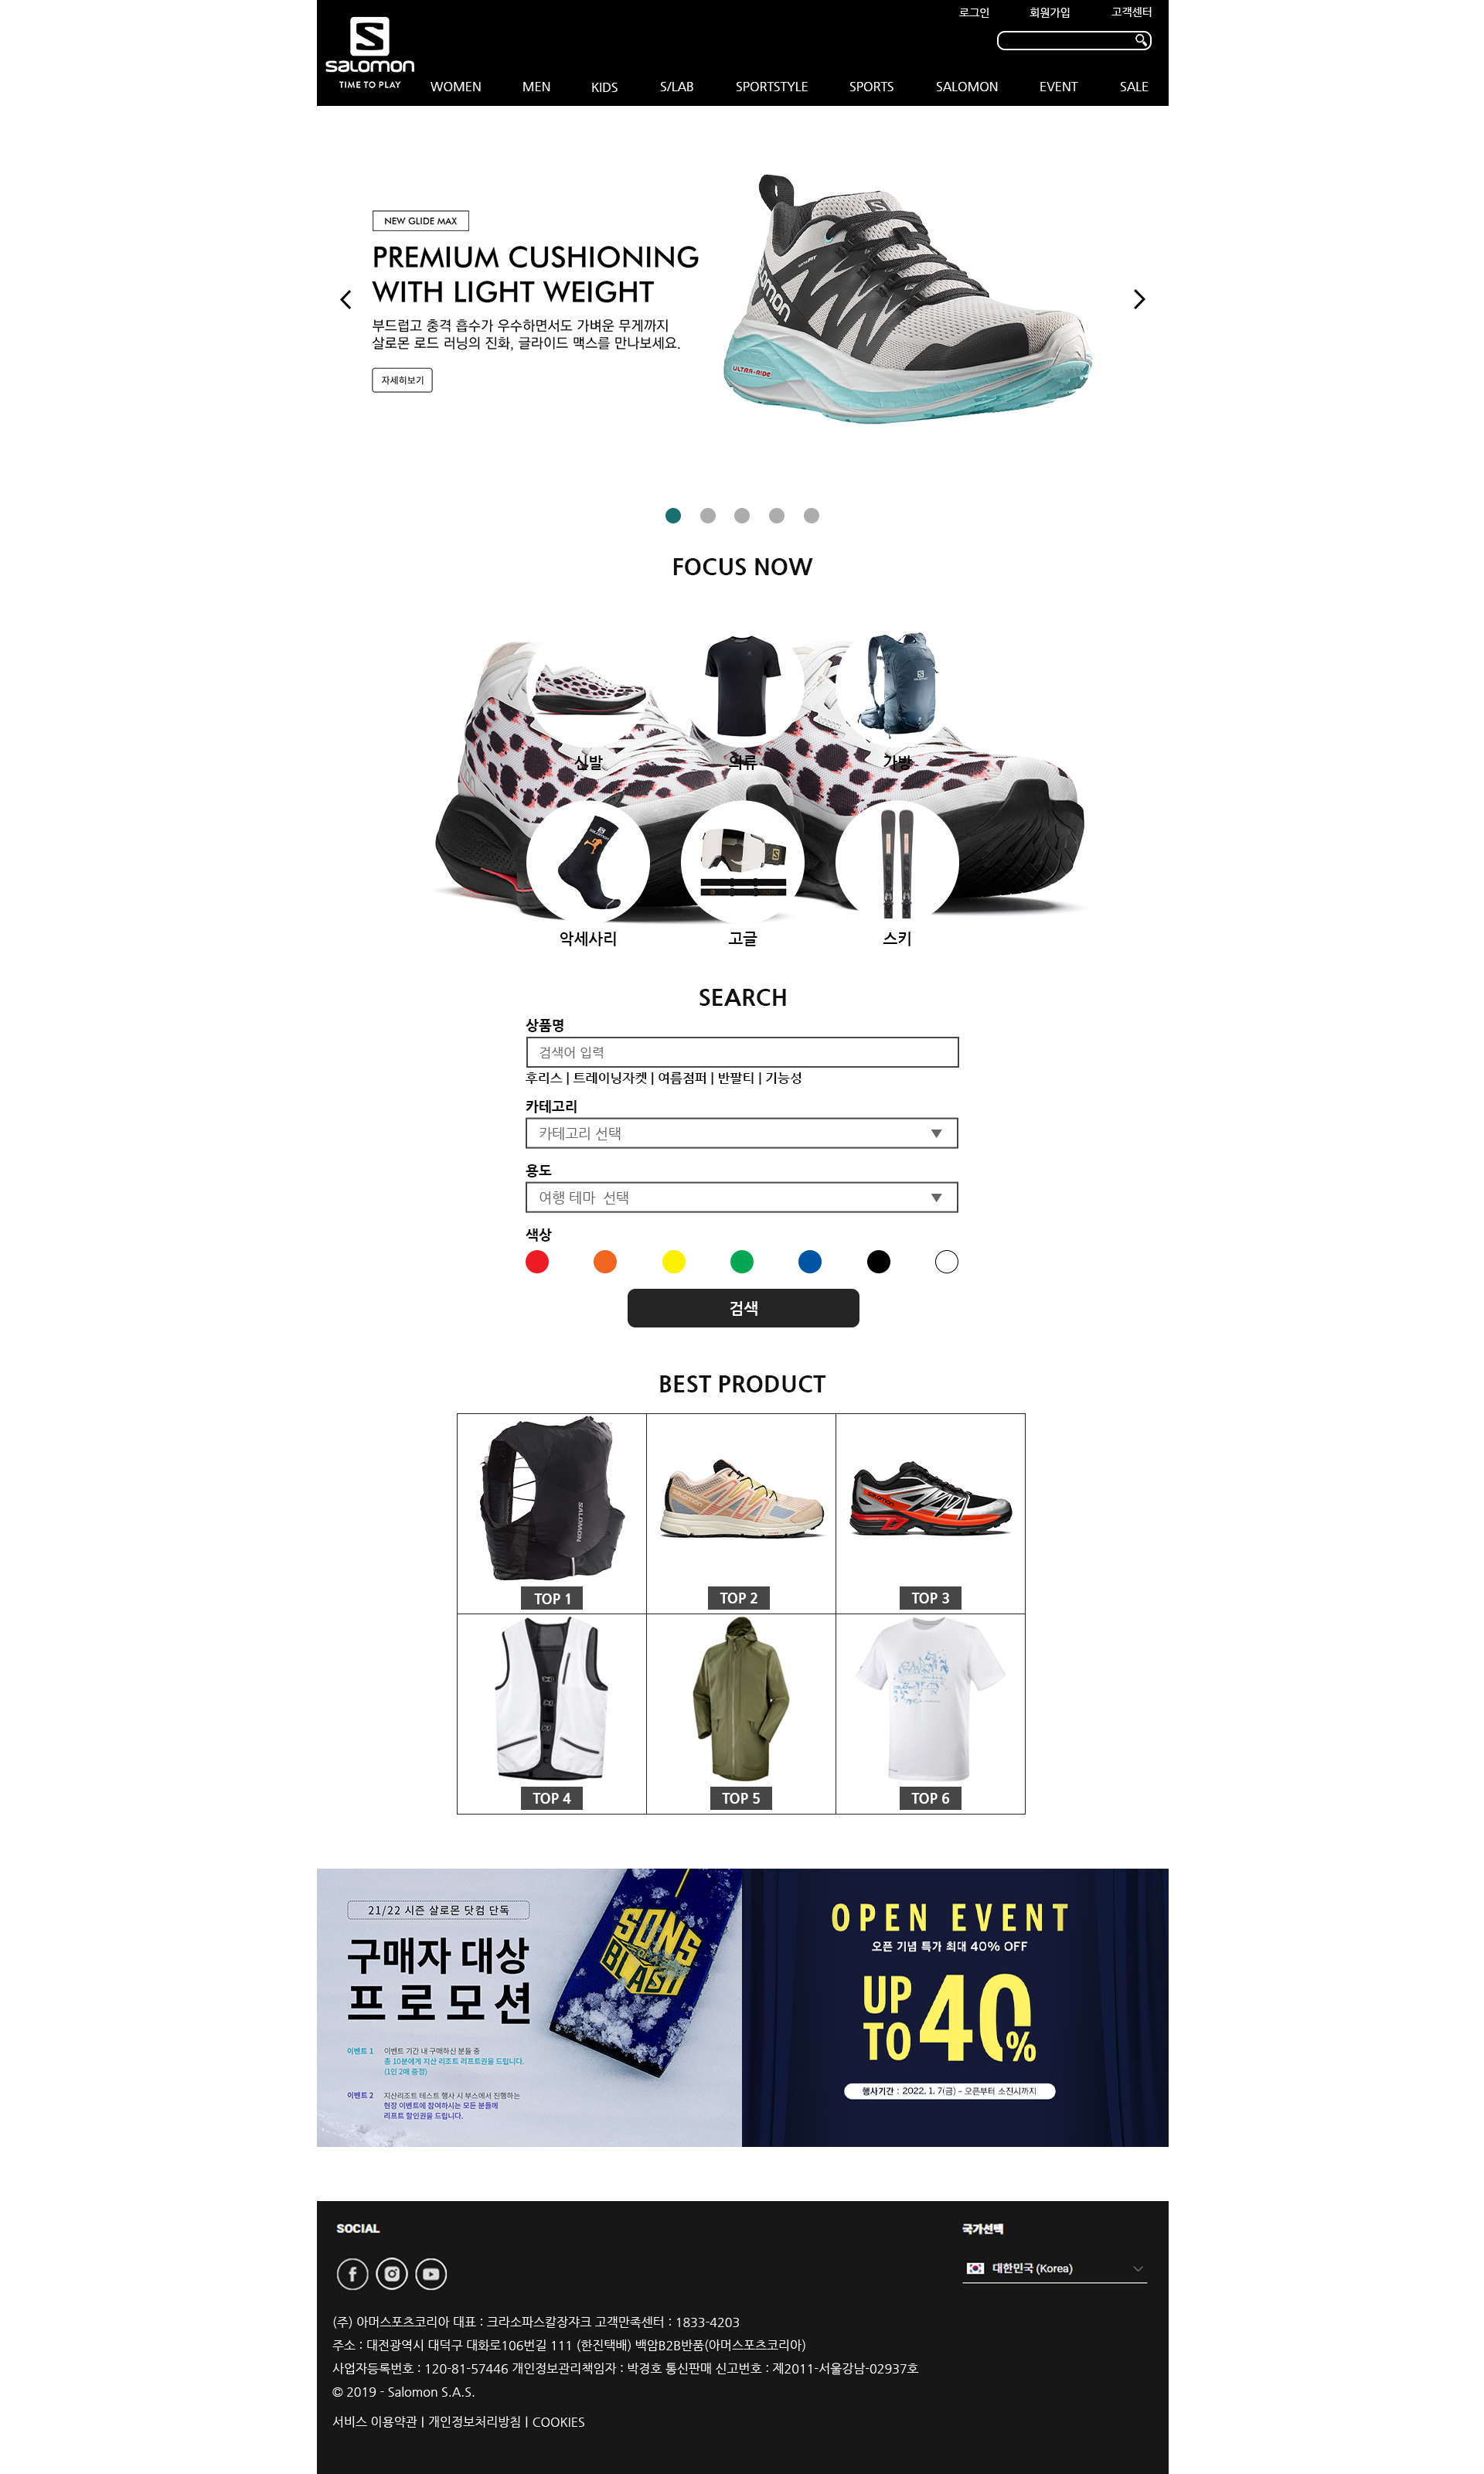 로그인 회원가입 고객센터
SALOMON
TIME TO PLAY
WOMEN MEN KIDS S/LAB SPORTSTYLE SPORTS SALOMON EVENT SALE
NEW GLIDE MAX
PREMIUM CUSHIONING
WITH LIGHT WEIGHT
부드럽고 충격 흡수가 우수하면서도 가벼운 무게까지
살로몬 로드 러닝의 진화, 글라이드 맥스를 만나보세요.
자세히보기
SALOMON
ULTRA-RIDE
FOCUS NOW
신발 의류 가방
악세사리 고글 스키
SEARCH
상품명
검색어 입력
후리스 | 트레이닝자켓 | 여름점퍼 | 반팔티 | 기능성
카테고리
카테고리 선택
용도
여행 테마 선택
색상
검색
BEST PRODUCT
SALOMON
TOP 1 TOP 2 TOP 3
TOP 4 TOP 5 TOP 6
21/22 시즌 살로몬 닷컴 단독
구매자 대상
프로모션
이벤트 1 이벤트 기간 내 구매하신 분들 중
총 10분에게 지산 리조트 리프트권을 드립니다.
(1인 2매 증정)
이벤트 2 지산리조트 테스트 행사 시 부스에서 진행하는
현장 이벤트에 참여하시는 모든 분들께
리프트 할인권을 드립니다.
SONS
BLAST
OPEN EVENT
오픈 기념 특가 최대 40% OFF
UP
TO 40%
행사기간 : 2022. 1. 7(금) ~ 오픈부터 소진시까지
SOCIAL
국가선택
대한민국 (Korea)
(주) 아머스포츠코리아 대표 : 크라소파스칼장쟈크 고객만족센터 : 1833-4203
주소 : 대전광역시 대덕구 대화로106번길 111 (한진택배) 백암B2B반품(아머스포츠코리아)
사업자등록번호 : 120-81-57446 개인정보관리책임자 : 박경호 통신판매 신고번호 : 제2011-서울강남-02937호
© 2019 - Salomon S.A.S.
서비스 이용약관 | 개인정보처리방침 | COOKIES